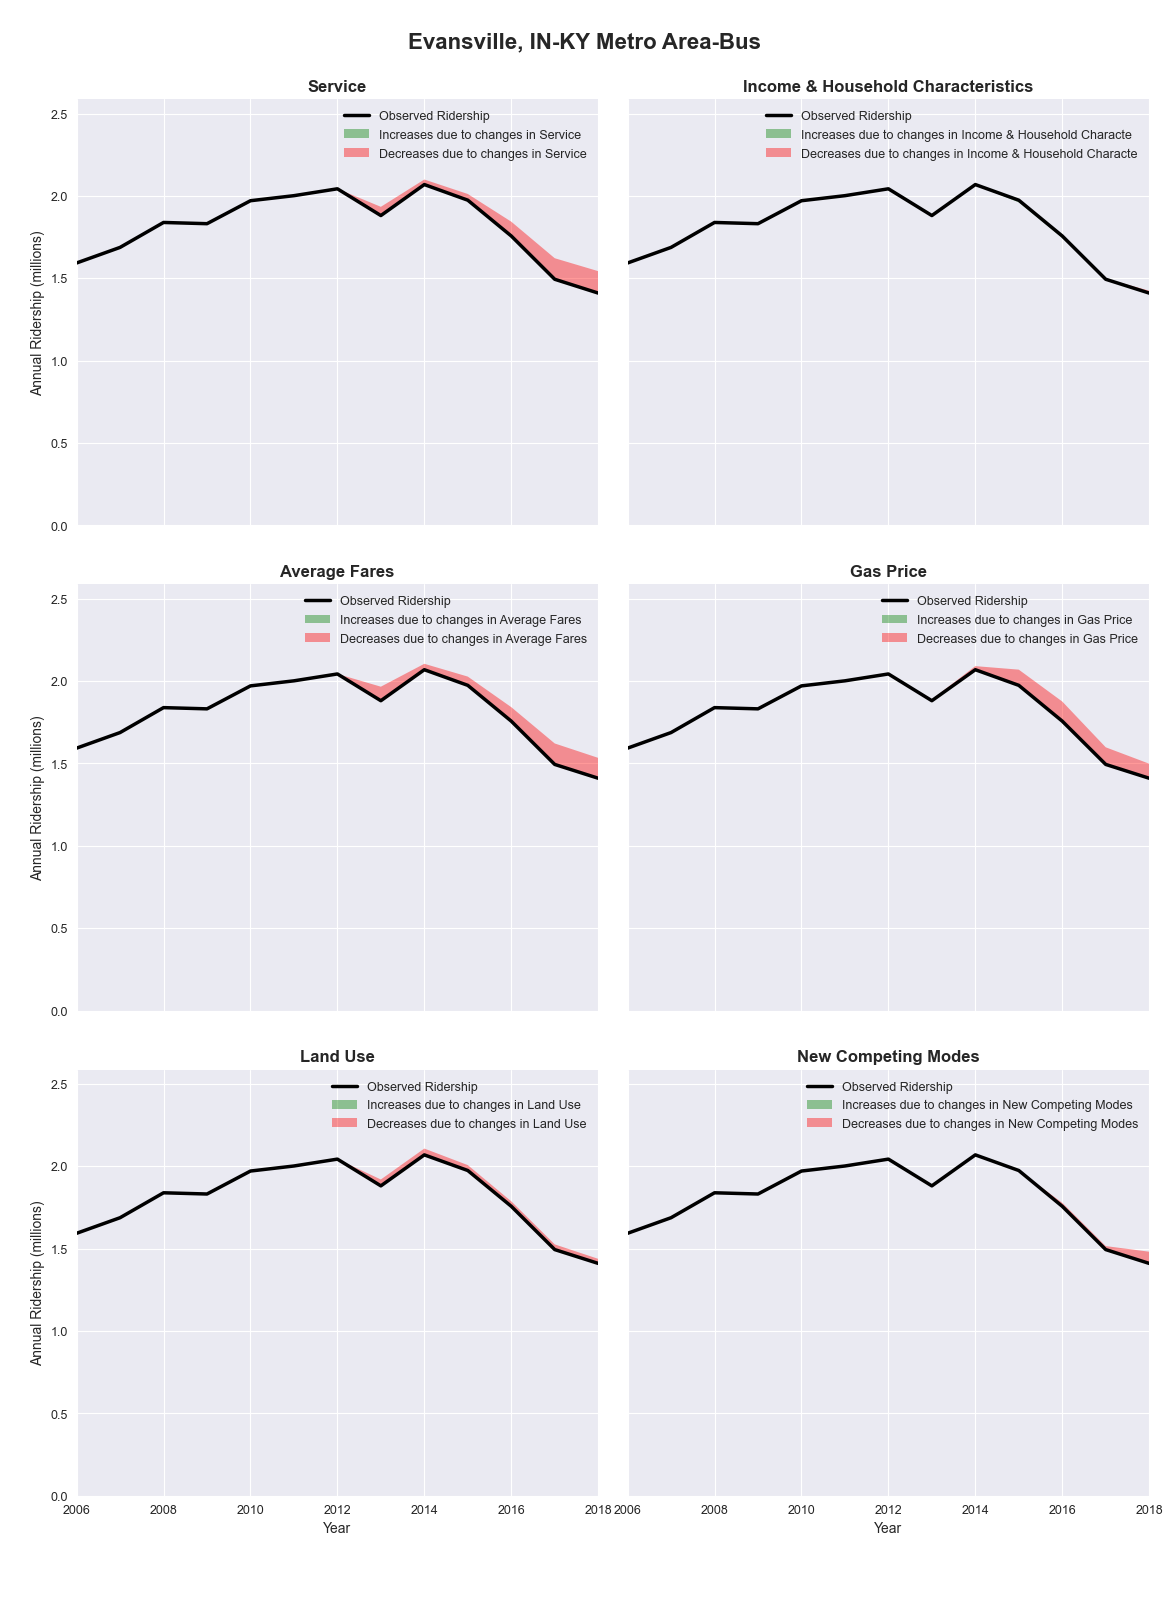 Evansville, IN-KY Metro Area-Bus
Service
Observed Ridership
Increases due to changes in Service
Decreases due to changes in Service
2.5
2.0
1.5
1.0
0.5
0.0
Annual Ridership (millions)
Income & Household Characteristics
Observed Ridership
Increases due to changes in Income & Household Characte
Decreases due to changes in Income & Household Characte
Average Fares
Observed Ridership
Increases due to changes in Average Fares
Decreases due to changes in Average Fares
2.5
2.0
1.5
1.0
0.5
0.0
Annual Ridership (millions)
Gas Price
Observed Ridership
Increases due to changes in Gas Price
Decreases due to changes in Gas Price
Land Use
Observed Ridership
Increases due to changes in Land Use
Decreases due to changes in Land Use
2.5
2.0
1.5
1.0
0.5
0.0
Annual Ridership (millions)
2006 2008 2010 2012 2014 2016 2018
Year
New Competing Modes
Observed Ridership
Increases due to changes in New Competing Modes
Decreases due to changes in New Competing Modes
2006 2008 2010 2012 2014 2016 2018
Year